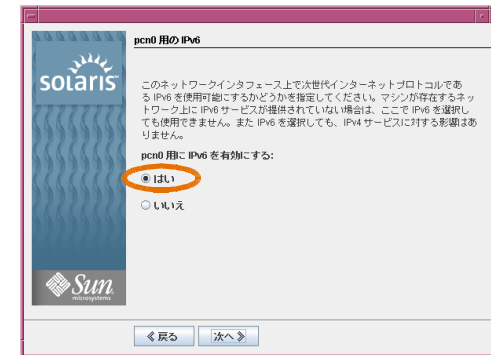 pcn0 用の IPv6
solaris™
このネットワークインタフェース上で次世代インターネットプロトコルであ
る IPv6 を使用可能にするかどうかを指定してください。マシンが存在するネッ
トワーク上に IPv6 サービスが提供されていない場合は、ここで IPv6 を選択し
ても使用できません。また IPv6 を選択しても、IPv4 サービスに対する影響はあ
りません。
pcn0 用に IPv6 を有効にする:
はい
いいえ
Sun
microsystems
戻る
次へ